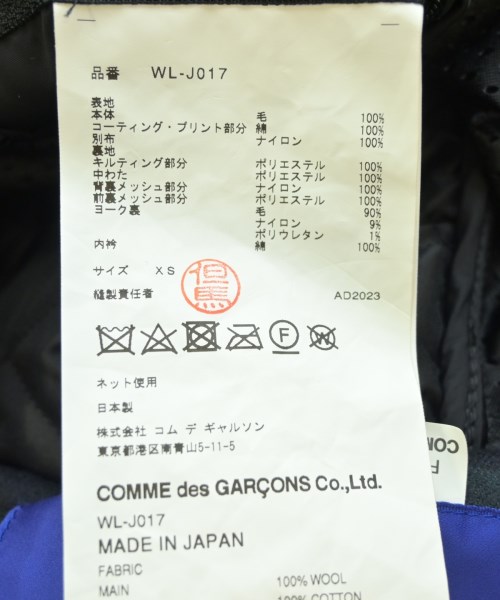 品番 WL-J017
表地
本体 毛 100%
コーティング・プリント部分 綿 100%
別布 ナイロン 100%
裏地
キルティング部分 ポリエステル 100%
中わた ポリエステル 100%
背裏メッシュ部分 ナイロン 100%
前裏メッシュ部分 ポリエステル 100%
ヨーク裏 毛 90%
ナイロン 9%
ポリウレタン 1%
内衿 綿 100%
サイズ XS
但馬
縫製責任者 AD2023
F W
ネット使用
日本製
株式会社 コム デ ギャルソン
東京都港区南青山5-11-5
COMME des GARÇONS Co.,Ltd.
WL-J017
MADE IN JAPAN
FABRIC
MAIN 100% WOOL
100% COTTON
F
COM